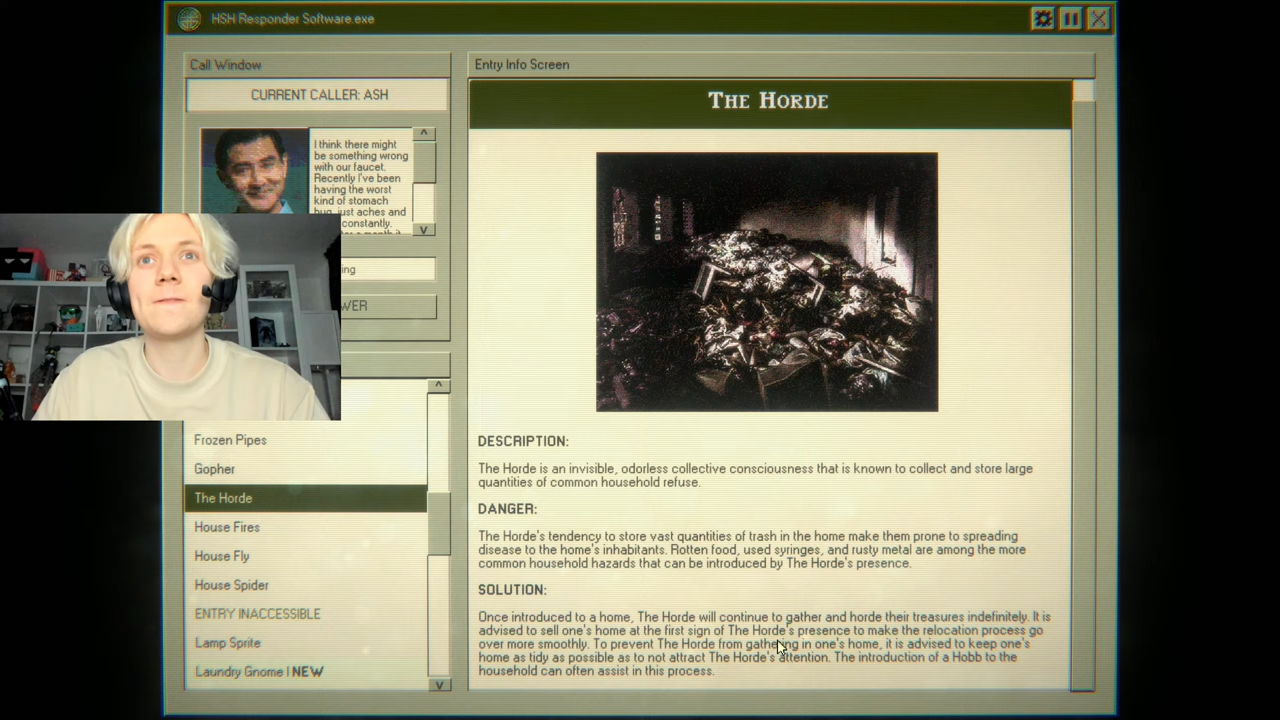 HSH Responder Software.exe
Call Window
CURRENT CALLER: ASH
I think there might
be something wrong
with our faucet.
Recently I've been
having the worst
kind of stomach
bug, just aches and
constantly.
Entry Info Screen
THE HORDE
DESCRIPTION:
The Horde is an invisible, odorless collective consciousness that is known to collect and store large
quantities of common household refuse.
DANGER:
The Horde's tendency to store vast quantities of trash in the home make them prone to spreading
disease to the home's inhabitants. Rotten food, used syringes, and rusty metal are among the more
common household hazards that can be introduced by The Horde's presence.
SOLUTION:
Once introduced to a home, The Horde will continue to gather and horde their treasures indefinitely. It is
advised to sell one's home at the first sign of The Horde's presence to make the relocation process go
over more smoothly. To prevent The Horde from gathering in one's home, it is advised to keep one's
home as tidy as possible as to not attract The Horde's attention. The introduction of a Hobb to the
household can often assist in this process.
Frozen Pipes
Gopher
The Horde
House Fires
House Fly
House Spider
ENTRY INACCESSIBLE
Lamp Sprite
Laundry Gnome | NEW